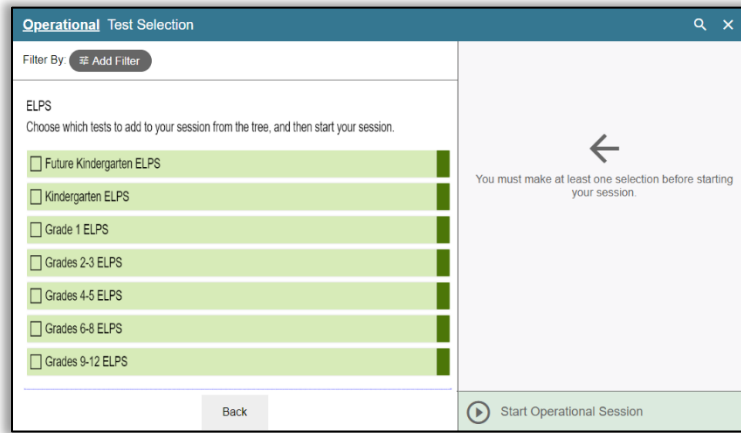 Operational Test Selection
Filter By: Add Filter
ELPS
Choose which tests to add to your session from the tree, and then start your session.
Future Kindergarten ELPS
Kindergarten ELPS
Grade 1 ELPS
Grades 2-3 ELPS
Grades 4-5 ELPS
Grades 6-8 ELPS
Grades 9-12 ELPS
Back
You must make at least one selection before starting
your session.
Start Operational Session